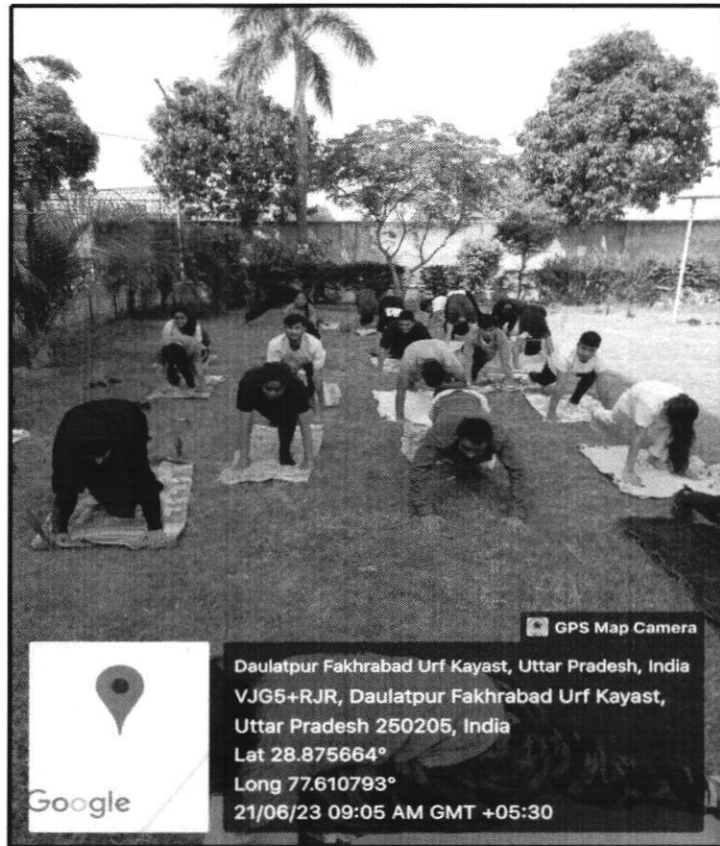 GPS Map Camera
Daulatpur Fakhrabad Urf Kayast, Uttar Pradesh, India
VJG5+RJR, Daulatpur Fakhrabad Urf Kayast,
Uttar Pradesh 250205, India
Lat 28.875664°
Long 77.610793°
21/06/23 09:05 AM GMT +05:30
Google